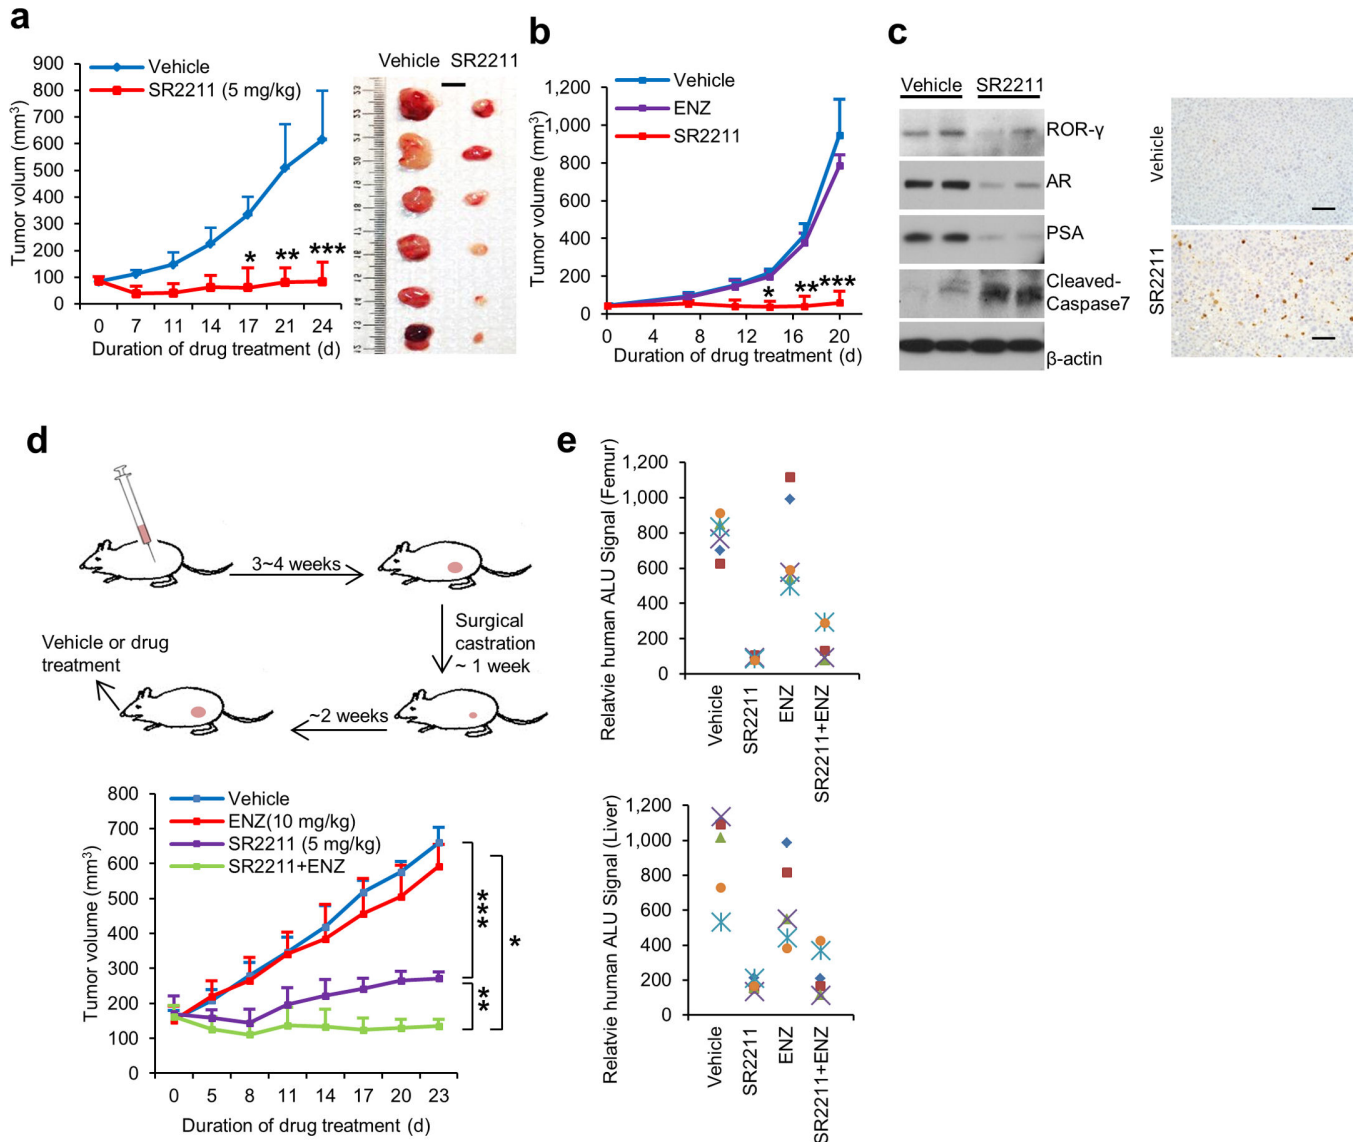 a
Tumor volum (mm³)
900
800
700
600
500
400
300
200
100
0
Vehicle
SR2211 (5 mg/kg)
* ** ***
0 7 11 14 17 21 24
Duration of drug treatment (d)
Vehicle SR2211
b
Tumor volume (mm³)
1,200
1,000
800
600
400
200
0
Vehicle
ENZ
SR2211
* ** ***
0 4 8 12 16 20
Duration of drug treatment (d)
c
Vehicle SR2211
ROR-γ
AR
PSA
Cleaved-
Caspase7
β-actin
Vehicle
SR2211
d
3~4 weeks
Surgical
castration
~ 1 week
~2 weeks
Vehicle or drug
treatment
Tumor volume (mm³)
800
700
600
500
400
300
200
100
0
Vehicle
ENZ(10 mg/kg)
SR2211 (5 mg/kg)
SR2211+ENZ
***
**
*
0 5 8 11 14 17 20 23
Duration of drug treatment (d)
e
Relatvie human ALU Signal (Femur)
1,200
1,000
800
600
400
200
0
Vehicle
SR2211
ENZ
SR2211+ENZ
Relatvie human ALU Signal (Liver)
1,200
1,000
800
600
400
200
0
Vehicle
SR2211
ENZ
SR2211+ENZ